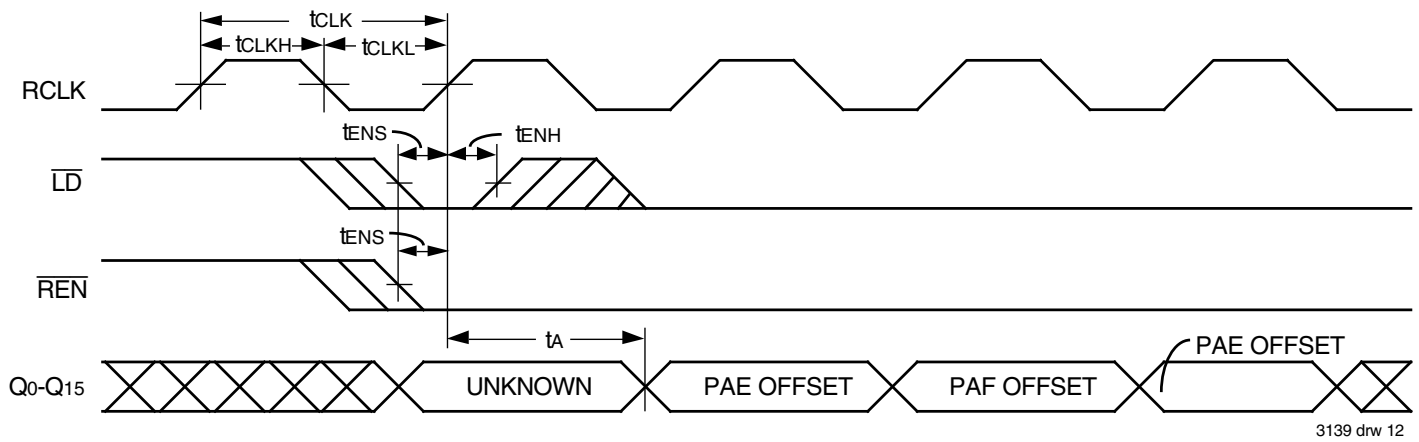 tCLK
tCLKH
tCLKL
RCLK
tENS
tENH
LD
tENS
REN
tA
PAE OFFSET
Q0-Q15
UNKNOWN
PAE OFFSET
PAF OFFSET
3139 drw 12